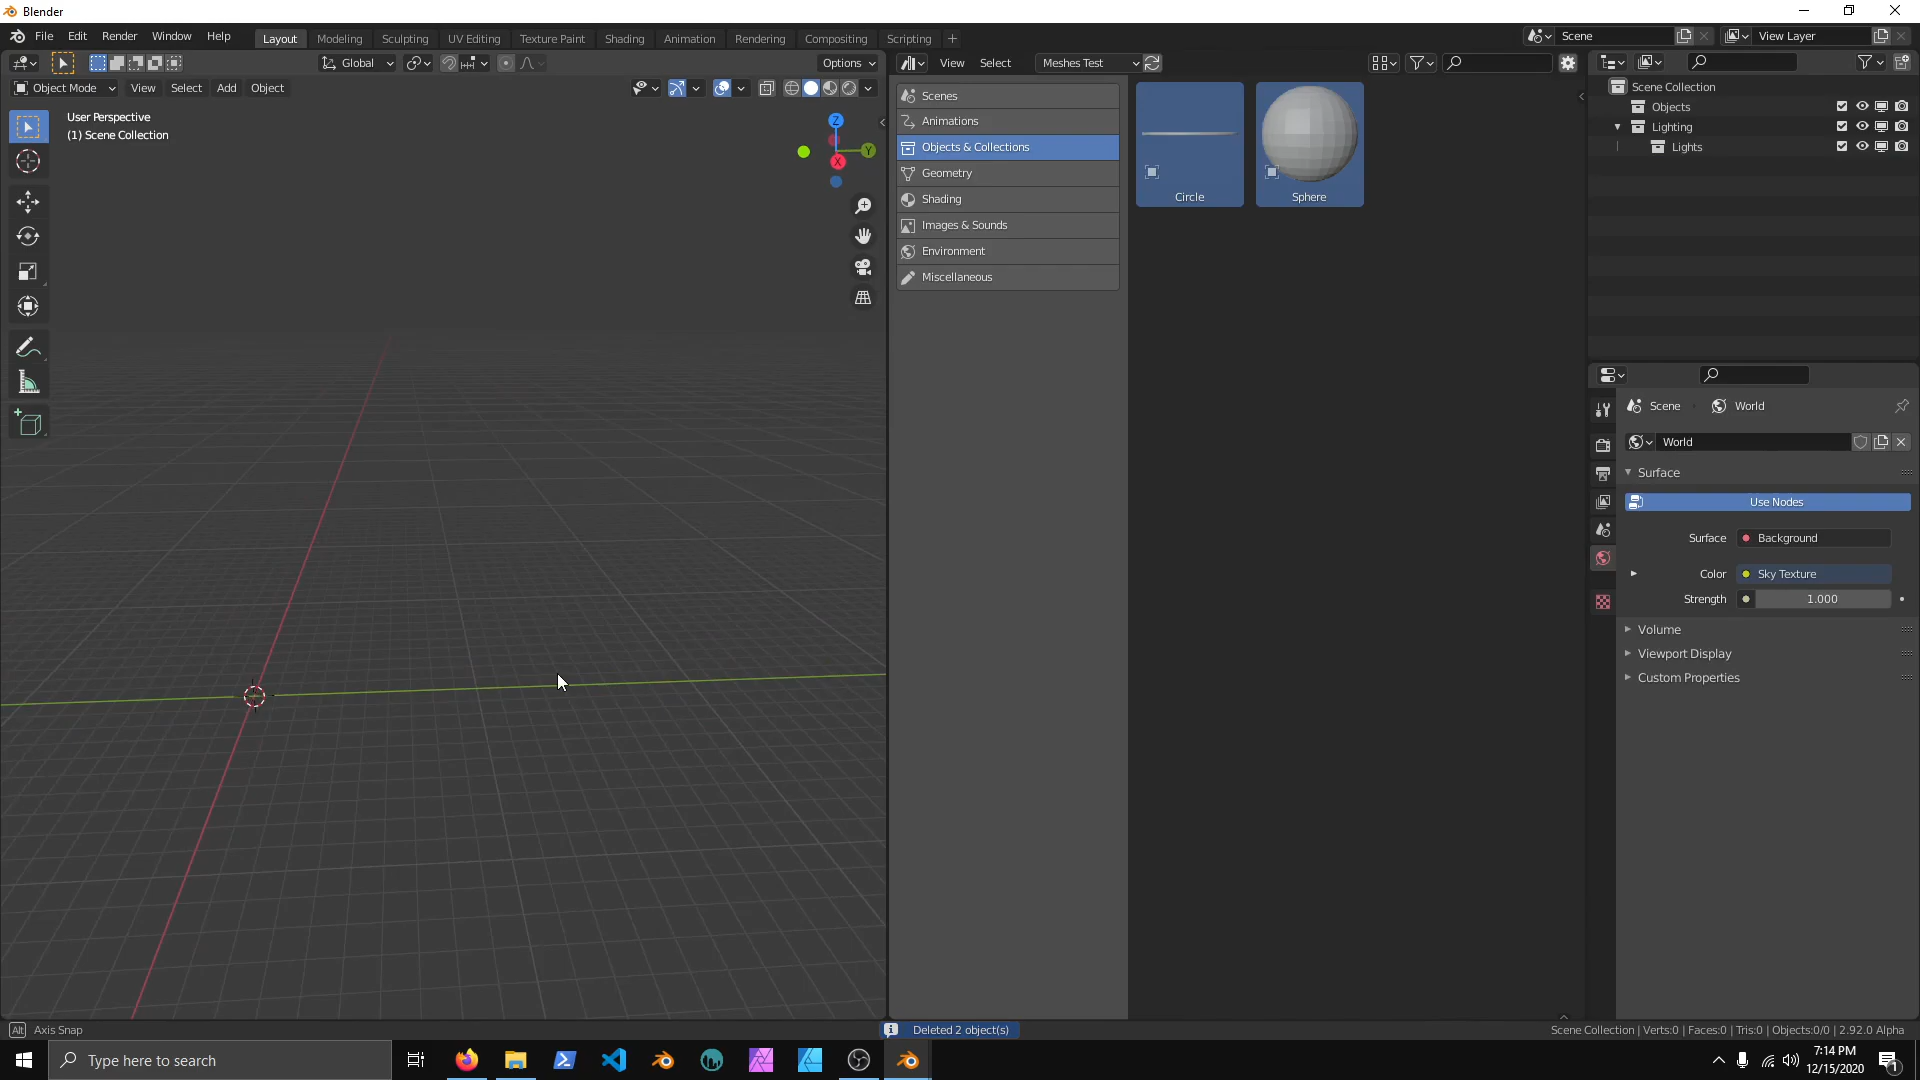 Blender
File Edit Render Window Help Layout Modeling Sculpting UV Editing Texture Paint Shading Animation Rendering Compositing Scripting Scene View Layer
Global Options View Select Meshes Test
Object Mode View Select Add Object
User Perspective
(1) Scene Collection
Z
Y
X
Scenes
Animations
Objects & Collections
Geometry
Shading
Images & Sounds
Environment
Miscellaneous
Circle
Sphere
Scene Collection
Objects
Lighting
Lights
Scene World
World
Surface
Use Nodes
Surface Background
Color Sky Texture
Strength 1.000
Volume
Viewport Display
Custom Properties
Alt Axis Snap
Deleted 2 object(s)
Scene Collection | Verts:0 | Faces:0 | Tris:0 | Objects:0/0 | 2.92.0 Alpha
Type here to search
7:14 PM
12/15/2020
1